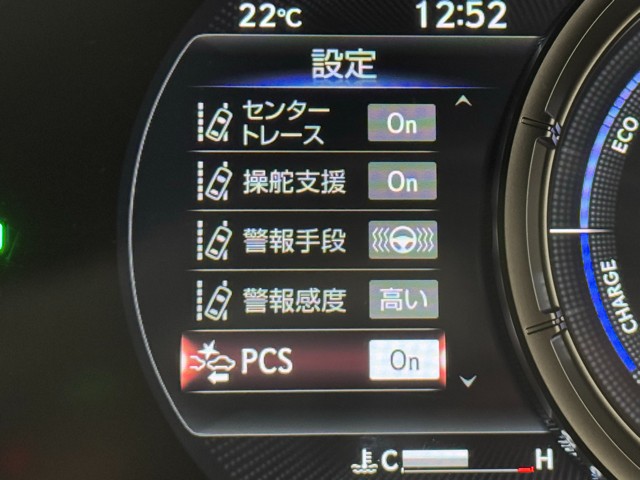 22℃
12:52
設定
センター
トレース
On
操舵支援
On
警報手段
警報感度
高い
PCS
On
ECO
CHARGE
C
H